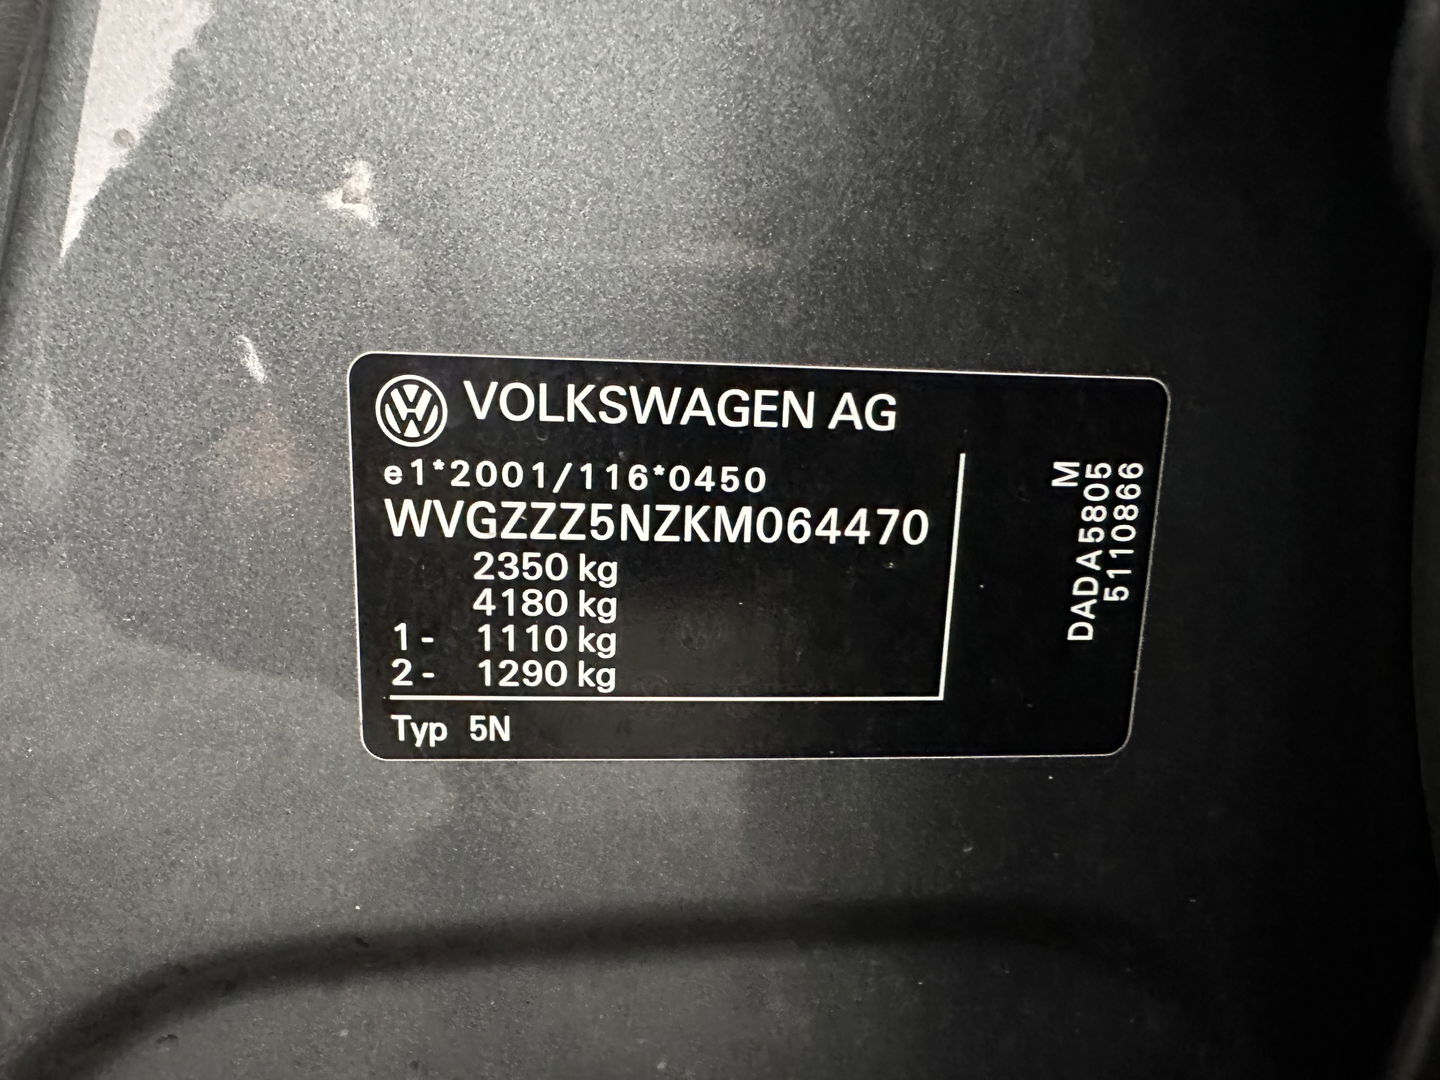 VOLKSWAGEN AG
e1*2001/116*0450
WVGZZZ5NZKM064470
2350 kg
4180 kg
1- 1110 kg
2- 1290 kg
Typ 5N
M
DADA5805
5110866